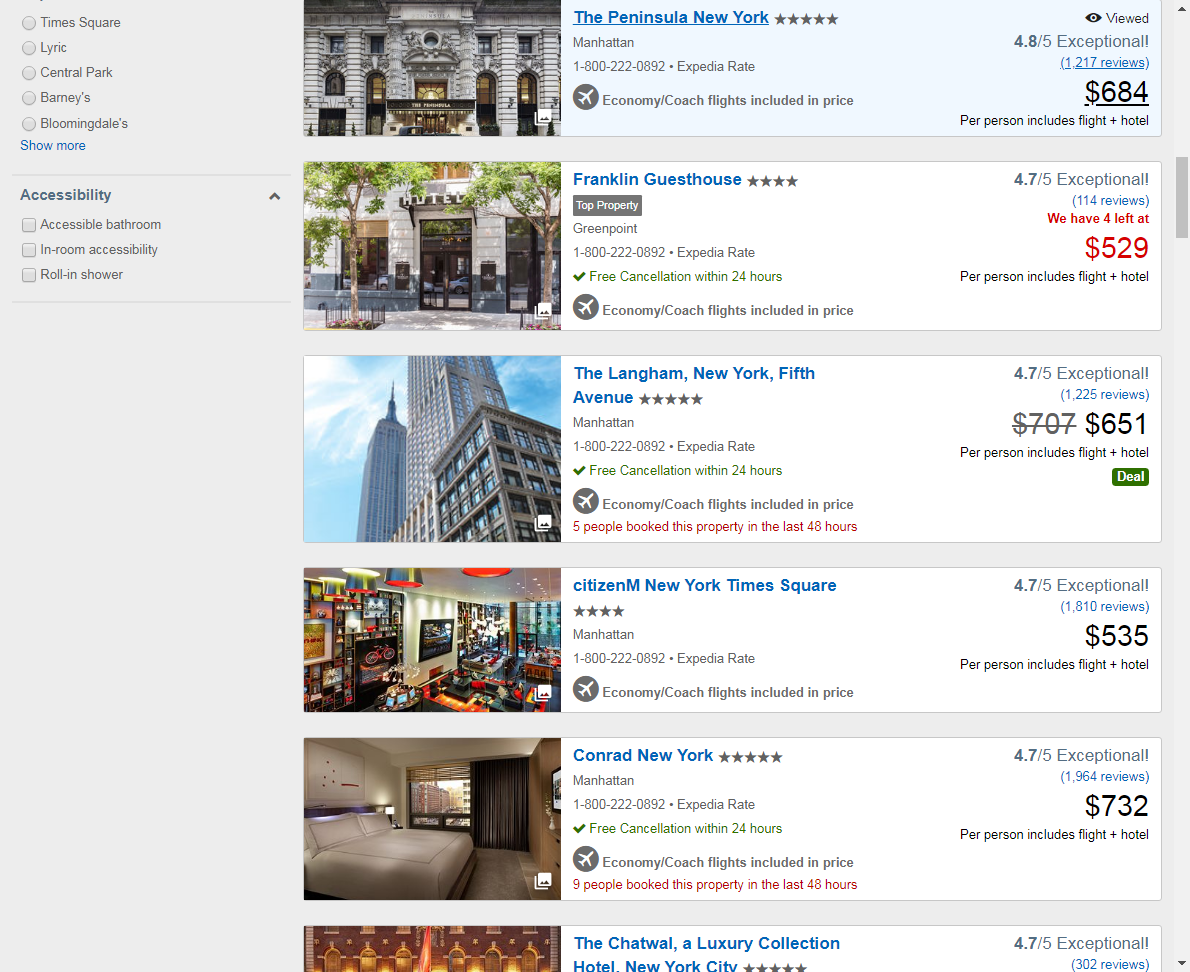 Times Square
Lyric
Central Park
Barney's
Bloomingdale's
Show more
Accessibility
Accessible bathroom
In-room accessibility
Roll-in shower
THE PENINSULA
The Peninsula New York
Manhattan
1-800-222-0892 • Expedia Rate
Economy/Coach flights included in price
Viewed
4.8/5 Exceptional!
(1,217 reviews)
$684
Per person includes flight + hotel
HOTEL
Franklin Guesthouse
Top Property
Greenpoint
1-800-222-0892 • Expedia Rate
Free Cancellation within 24 hours
Economy/Coach flights included in price
4.7/5 Exceptional!
(114 reviews)
We have 4 left at
$529
Per person includes flight + hotel
The Langham, New York, Fifth
Avenue
Manhattan
1-800-222-0892 • Expedia Rate
Free Cancellation within 24 hours
Economy/Coach flights included in price
5 people booked this property in the last 48 hours
4.7/5 Exceptional!
(1,225 reviews)
$707 $651
Per person includes flight + hotel
Deal
citizenM New York Times Square
Manhattan
1-800-222-0892 • Expedia Rate
Economy/Coach flights included in price
4.7/5 Exceptional!
(1,810 reviews)
$535
Per person includes flight + hotel
Conrad New York
Manhattan
1-800-222-0892 • Expedia Rate
Free Cancellation within 24 hours
Economy/Coach flights included in price
9 people booked this property in the last 48 hours
4.7/5 Exceptional!
(1,964 reviews)
$732
Per person includes flight + hotel
The Chatwal, a Luxury Collection
Hotel, New York City
4.7/5 Exceptional!
(302 reviews)